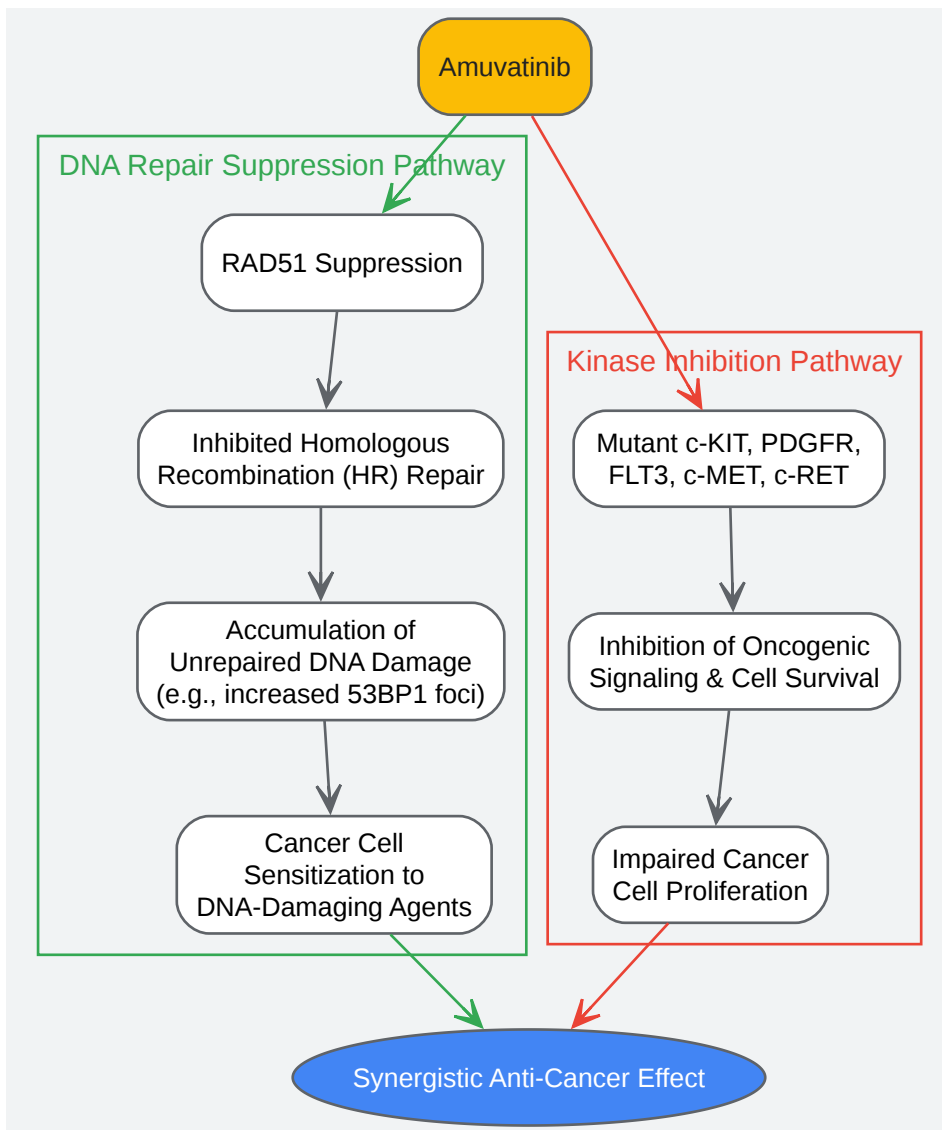 Amuvatinib
DNA Repair Suppression Pathway
RAD51 Suppression
Inhibited Homologous
Recombination (HR) Repair
Accumulation of
Unrepaired DNA Damage
(e.g., increased 53BP1 foci)
Cancer Cell
Sensitization to
DNA-Damaging Agents
Kinase Inhibition Pathway
Mutant c-KIT, PDGFR,
FLT3, c-MET, c-RET
Inhibition of Oncogenic
Signaling & Cell Survival
Impaired Cancer
Cell Proliferation
Synergistic Anti-Cancer Effect